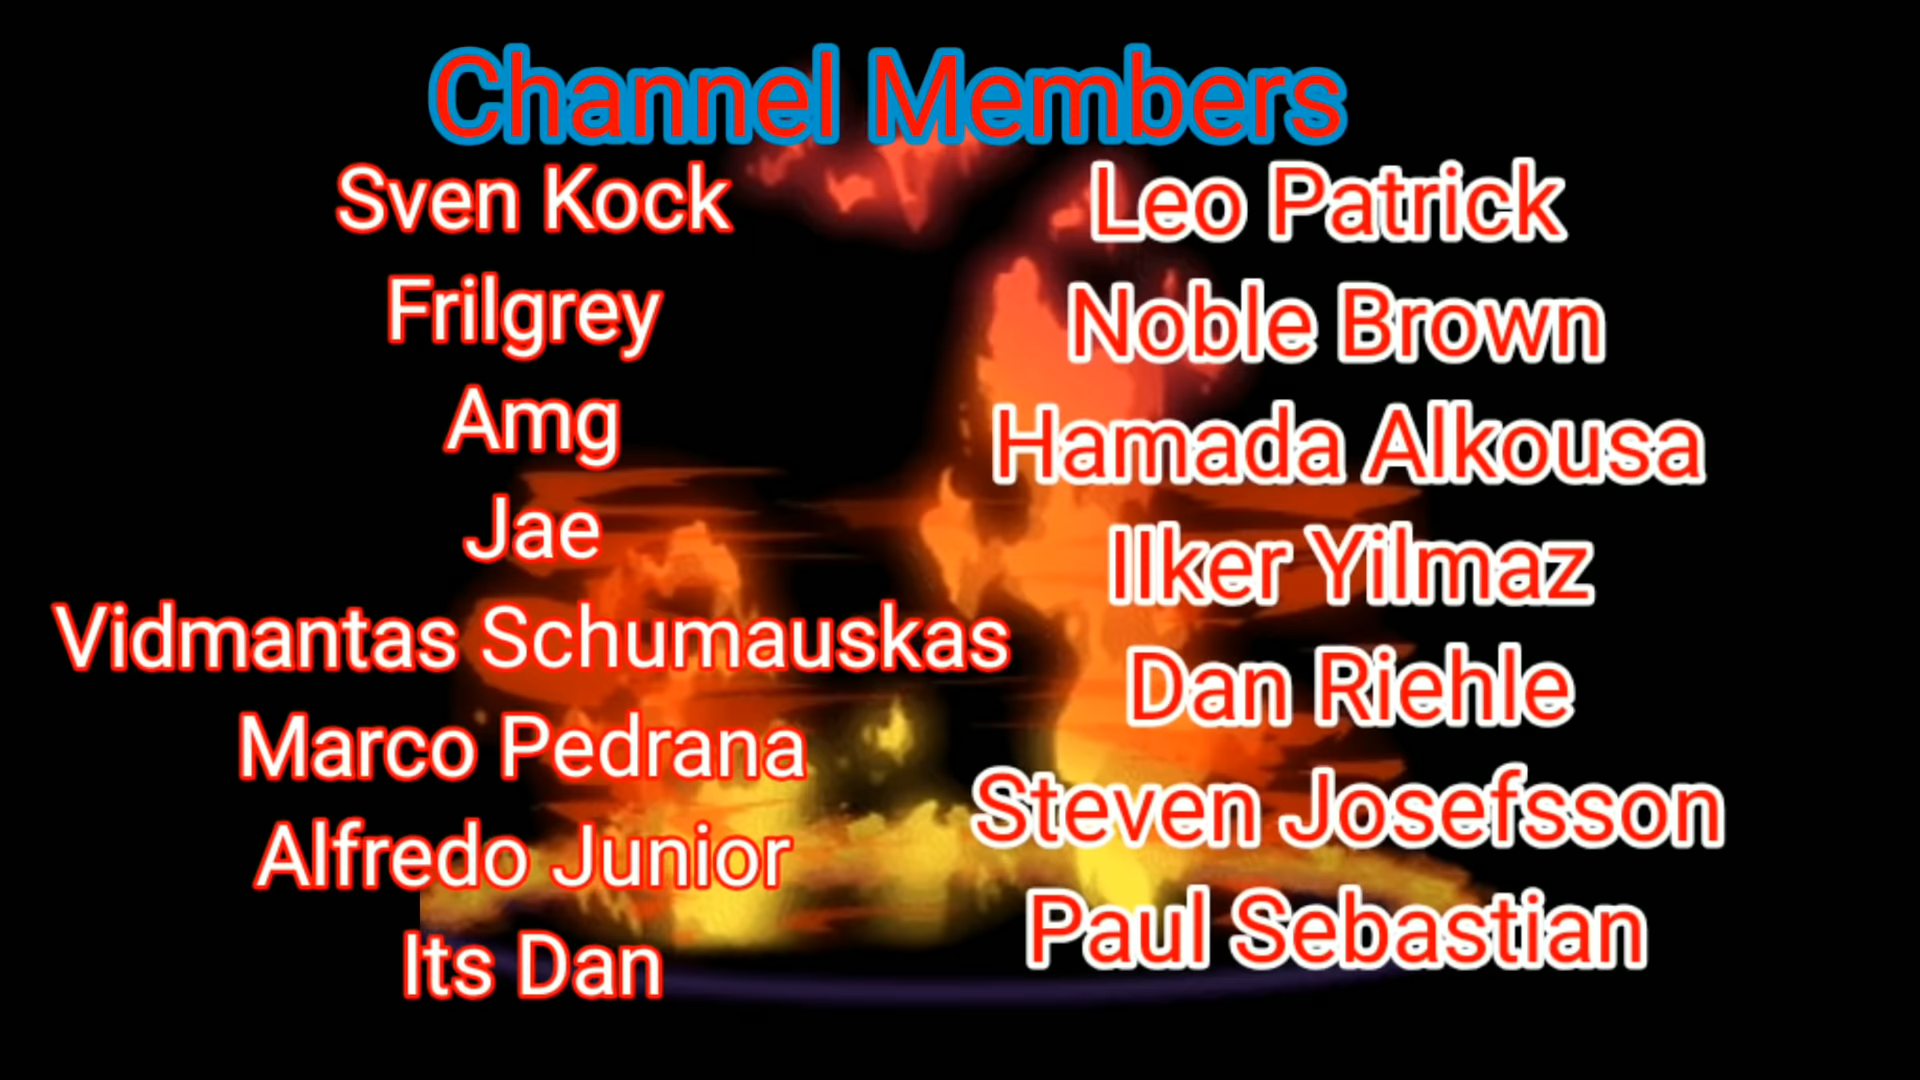 Channel Members
Sven Kock
Frilgrey
Amg
Jae
Vidmantas Schumauskas
Marco Pedrana
Alfredo Junior
Its Dan
Leo Patrick
Noble Brown
Hamada Alkousa
Ilker Yilmaz
Dan Riehle
Steven Josefsson
Paul Sebastian